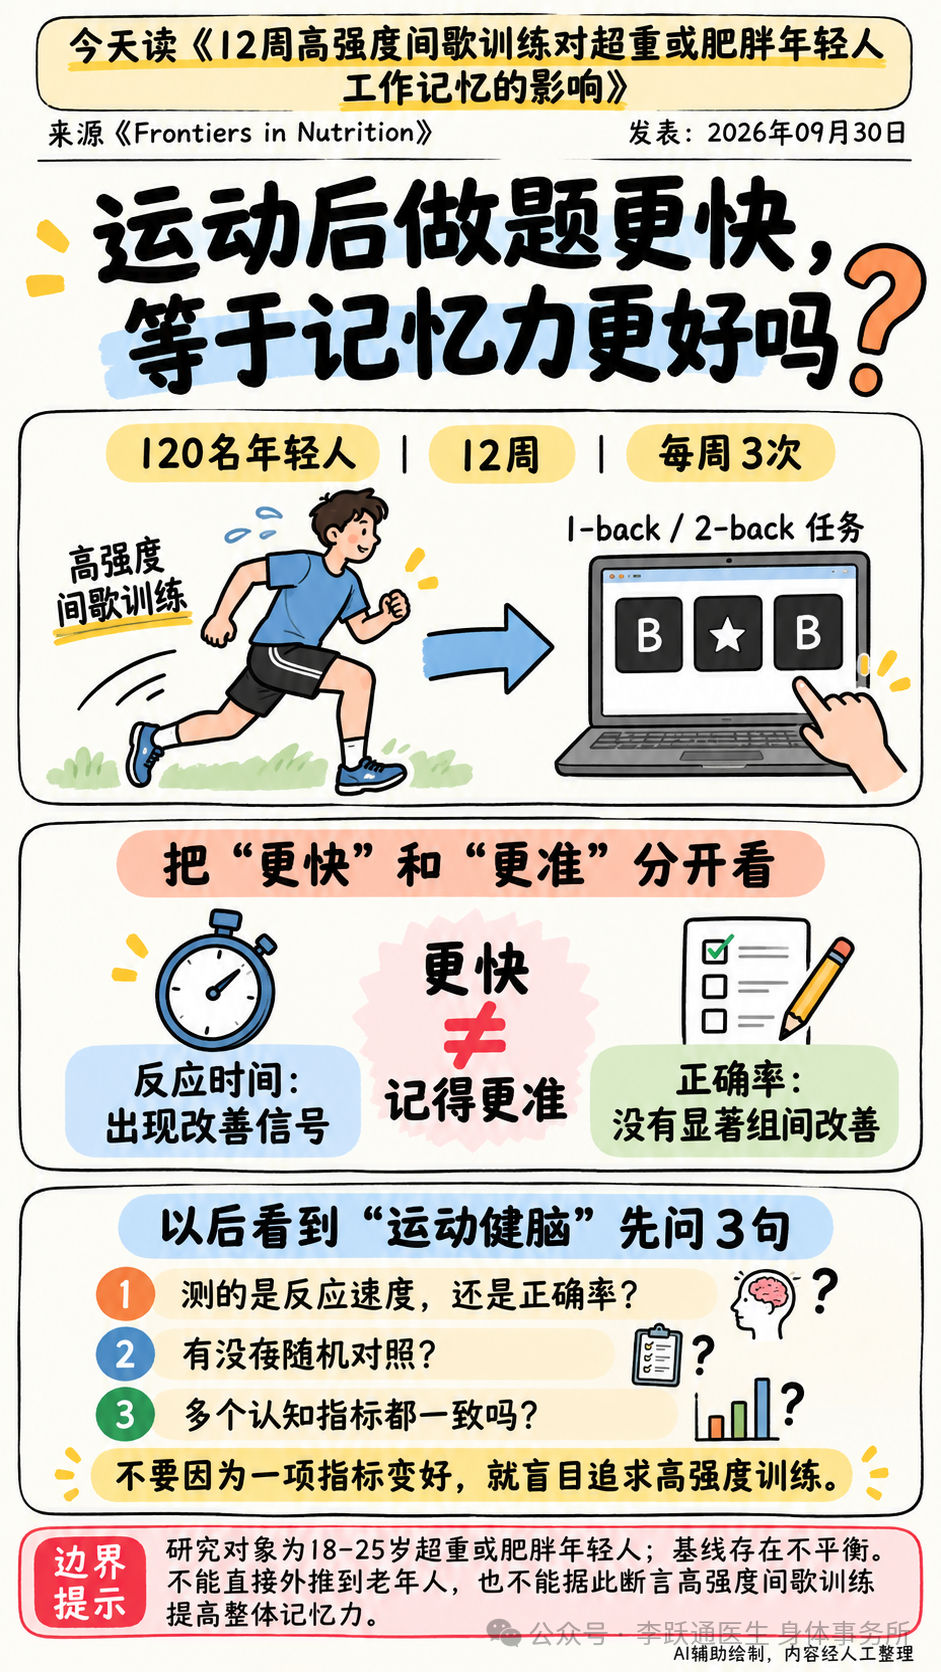 今天读《12周高强度间歇训练对超重或肥胖年轻人
工作记忆的影响》
来源《Frontiers in Nutrition》
发表：2026年09月30日
运动后做题更快，
等于记忆力更好吗？
120名年轻人 | 12周 | 每周3次
高强度
间歇训练
1-back / 2-back 任务
B ★ B
把“更快”和“更准”分开看
更快
≠
记得更准
反应时间：
出现改善信号
正确率：
没有显著组间改善
以后看到“运动健脑”先问3句
1 测的是反应速度，还是正确率？
?
2 有没随机对照？
?
3 多个认知指标都一致吗？
?
不要因为一项指标变好，就盲目追求高强度训练。
边界
提示
研究对象为18-25岁超重或肥胖年轻人；基线存在不平衡。
不能直接外推到老年人，也不能据此断言高强度间歇训练
提高整体记忆力。
公众号 · 李跃通医生 身体事务所
AI辅助绘制，内容经人工整理